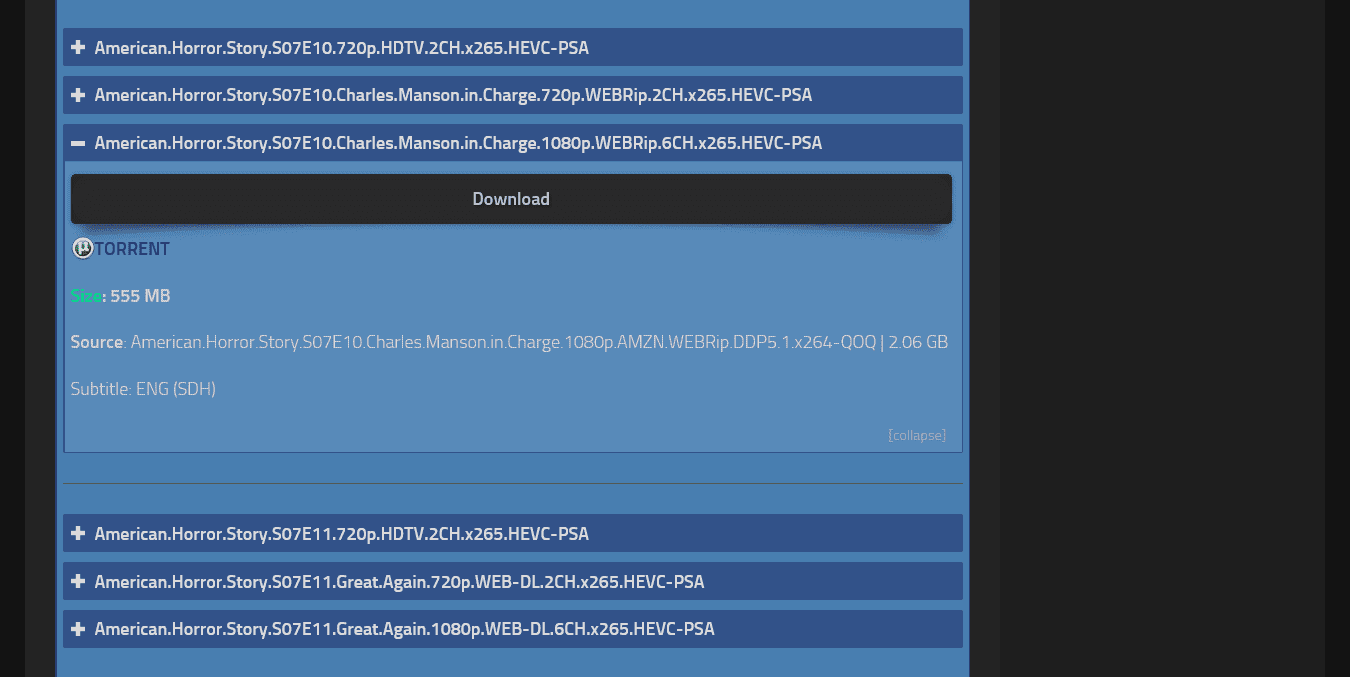 American.Horror.Story.S07E10.720p.HDTV.2CH.x265.HEVC-PSA
American.Horror.Story.S07E10.Charles.Manson.in.Charge.720p.WEBRip.2CH.x265.HEVC-PSA
American.Horror.Story.S07E10.Charles.Manson.in.Charge.1080p.WEBRip.6CH.x265.HEVC-PSA
Download
TORRENT
Size: 555 MB
Source: American.Horror.Story.S07E10.Charles.Manson.in.Charge.1080p.AMZN.WEBRip.DDP5.1.x264-QOQ | 2.06 GB
Subtitle: ENG (SDH)
[collapse]
American.Horror.Story.S07E11.720p.HDTV.2CH.x265.HEVC-PSA
American.Horror.Story.S07E11.Great.Again.720p.WEB-DL.2CH.x265.HEVC-PSA
American.Horror.Story.S07E11.Great.Again.1080p.WEB-DL.6CH.x265.HEVC-PSA